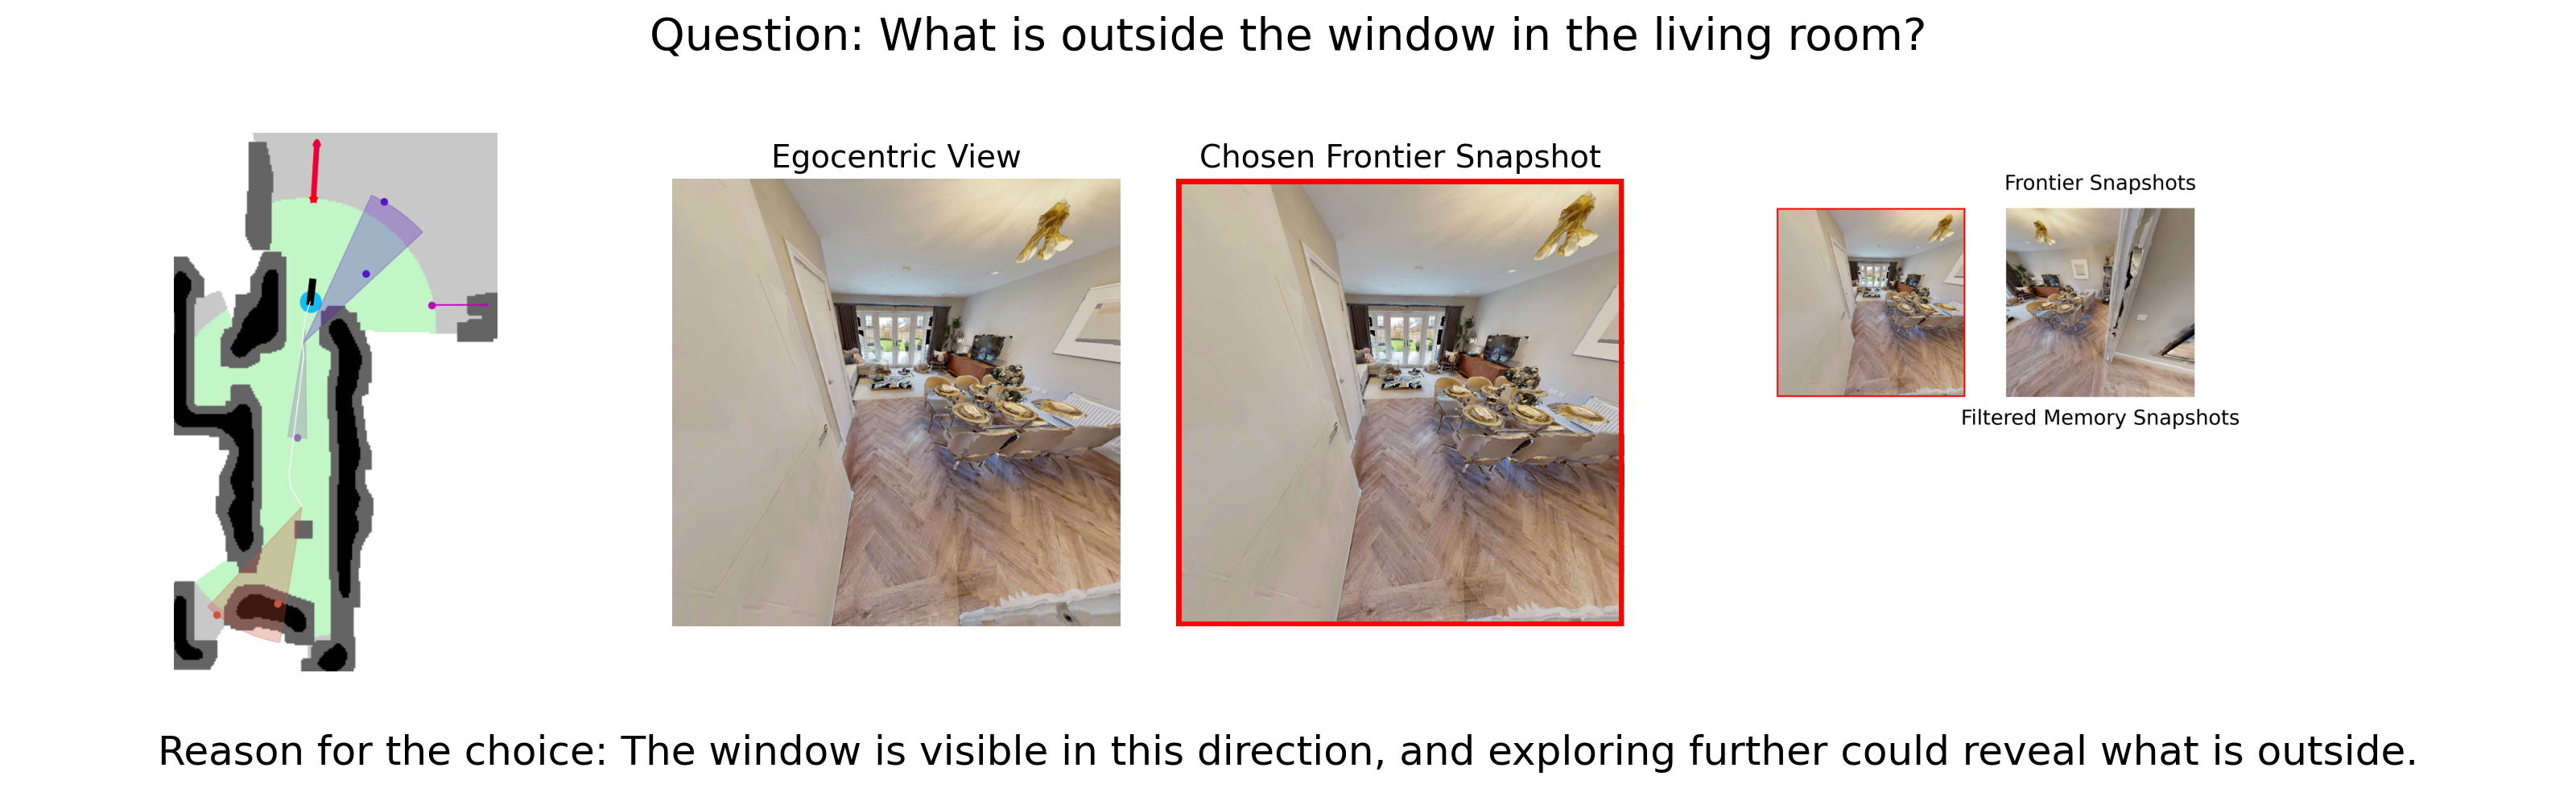 Question: What is outside the window in the living room?
Egocentric View
Chosen Frontier Snapshot
Frontier Snapshots
Filtered Memory Snapshots
Reason for the choice: The window is visible in this direction, and exploring further could reveal what is outside.